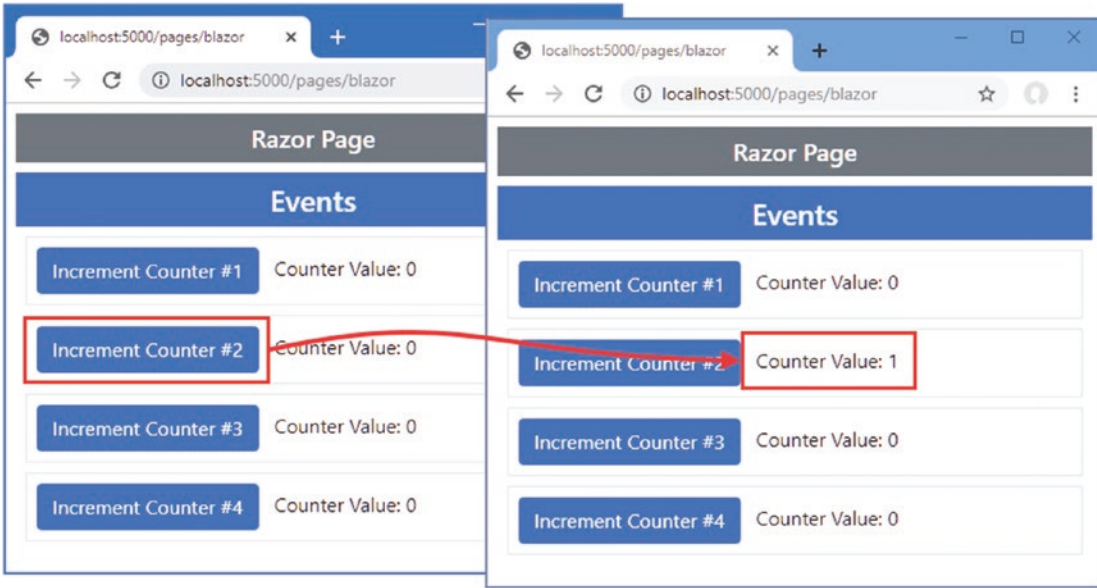 localhost:5000/pages/blazor
localhost:5000/pages/blazor
Razor Page
Events
Increment Counter #1 Counter Value: 0
Increment Counter #2 Counter Value: 0
Increment Counter #3 Counter Value: 0
Increment Counter #4 Counter Value: 0
localhost:5000/pages/blazor
localhost:5000/pages/blazor
Razor Page
Events
Increment Counter #1 Counter Value: 0
Increment Counter #2 Counter Value: 1
Increment Counter #3 Counter Value: 0
Increment Counter #4 Counter Value: 0